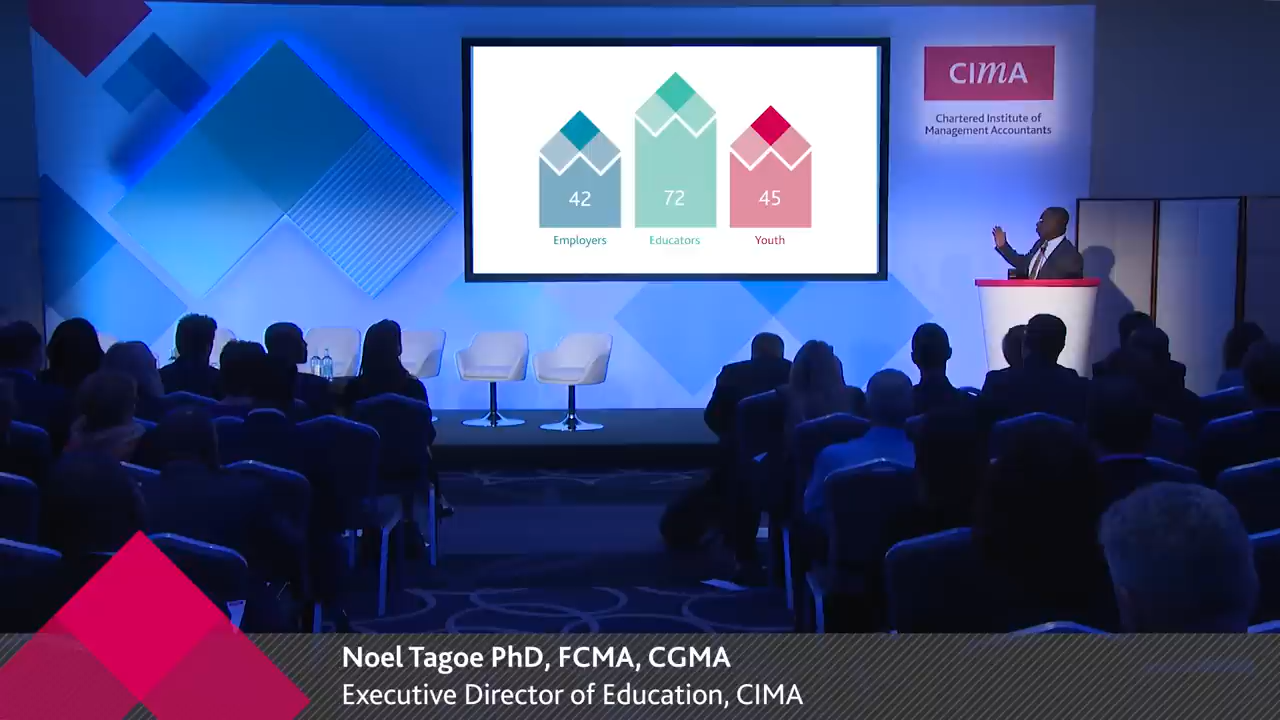 CIMA
Chartered Institute of
Management Accountants
42
72
45
Employers
Educators
Youth
Noel Tagoe PhD, FCMA, CGMA
Executive Director of Education, CIMA